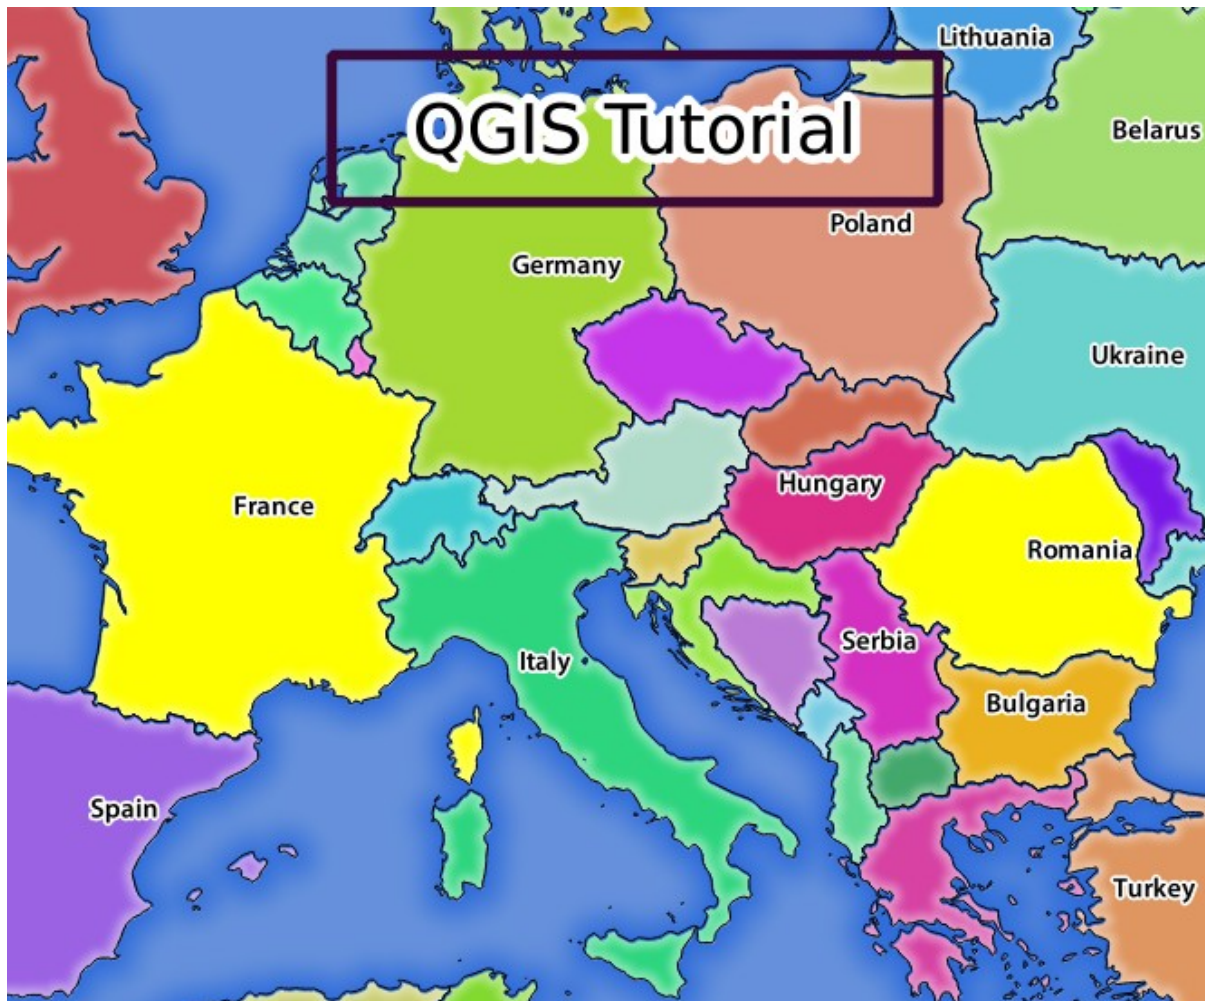 Lithuania
QGIS Tutorial
Belarus
Poland
Germany
Ukraine
Hungary
France
Romania
Serbia
Italy
Bulgaria
Spain
Turkey